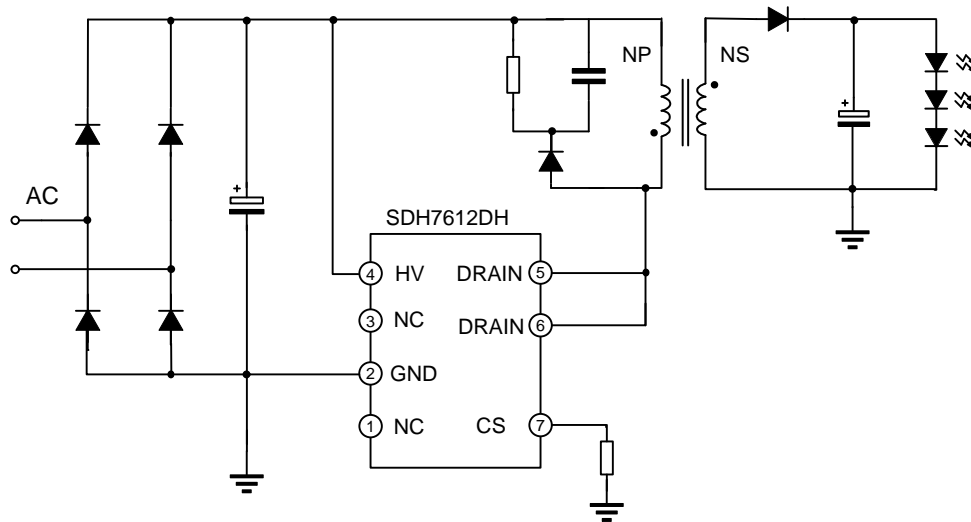 NP
NS
+
AC
+
SDH7612DH
4 HV DRAIN 5
3 NC DRAIN 6
2 GND
1 NC CS 7